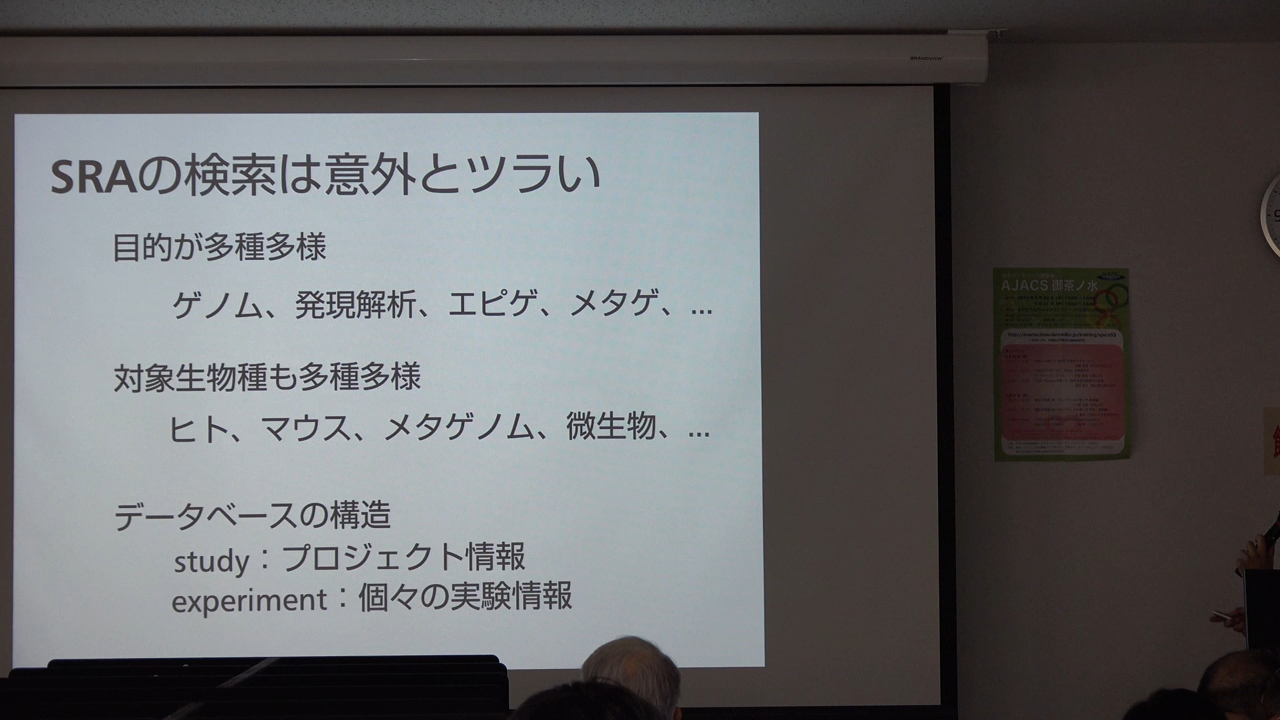 SRAの検索は意外とツラい
目的が多種多様
ゲノム、発現解析、エピゲ、メタゲ、...
対象生物種も多種多様
ヒト、マウス、メタゲノム、微生物、...
データベースの構造
study：プロジェクト情報
experiment：個々の実験情報
AJACS 御茶ノ水